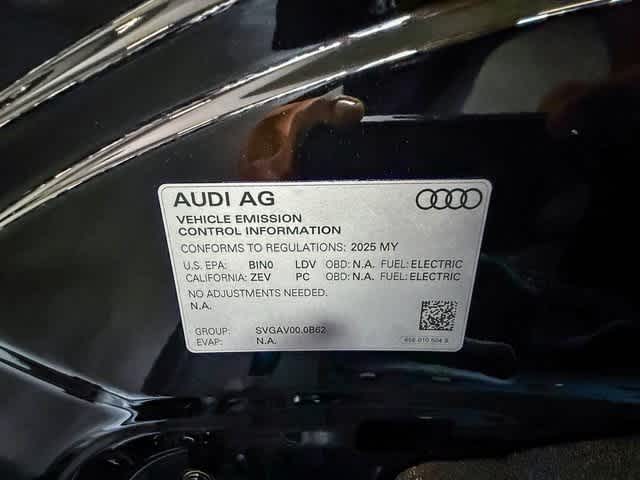 AUDI AG
VEHICLE EMISSION
CONTROL INFORMATION
CONFORMS TO REGULATIONS: 2025 MY
U.S. EPA: BIN0 LDV OBD: N.A. FUEL: ELECTRIC
CALIFORNIA: ZEV PC OBD: N.A. FUEL: ELECTRIC
NO ADJUSTMENTS NEEDED.
N.A.
GROUP: SVGAV00.0B62
EVAP: N.A.